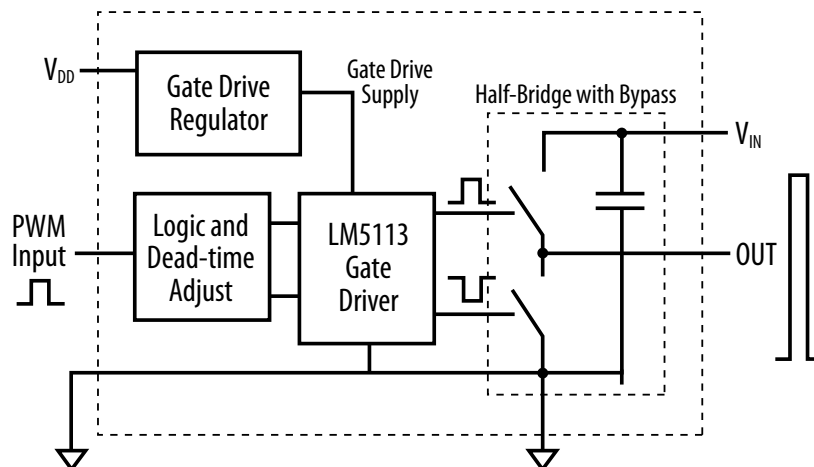 V_DD
Gate Drive
Regulator
Gate Drive
Supply
Half-Bridge with Bypass
V_IN
PWM
Input
Logic and
Dead-time
Adjust
LM5113
Gate
Driver
OUT